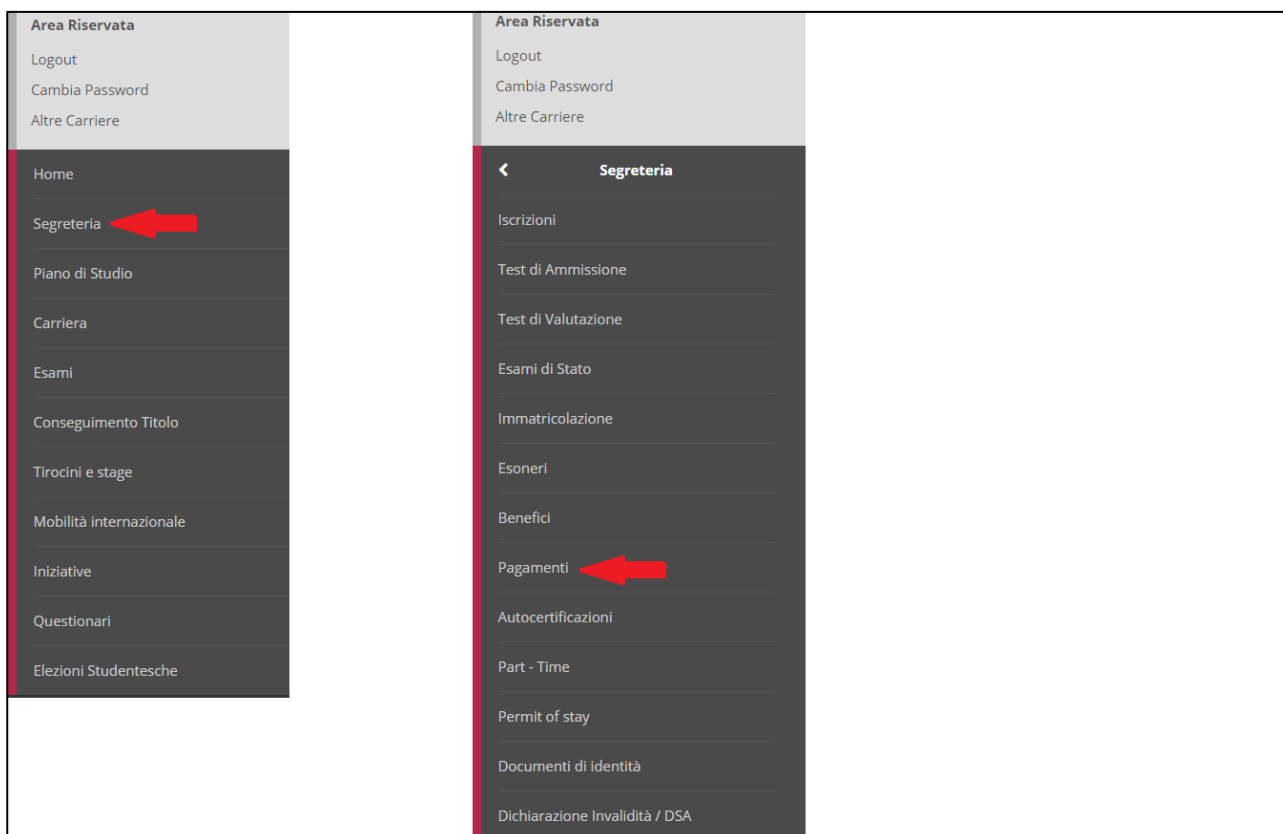 Area Riservata
Logout
Cambia Password
Altre Carriere
Home
Segreteria
Piano di Studio
Carriera
Esami
Conseguimento Titolo
Tirocini e stage
Mobilità internazionale
Iniziative
Questionari
Elezioni Studentesche
Area Riservata
Logout
Cambia Password
Altre Carriere
Segreteria
Iscrizioni
Test di Ammissione
Test di Valutazione
Esami di Stato
Immatricolazione
Esoneri
Benefici
Pagamenti
Autocertificazioni
Part - Time
Permit of stay
Documenti di identità
Dichiarazione Invalidità / DSA